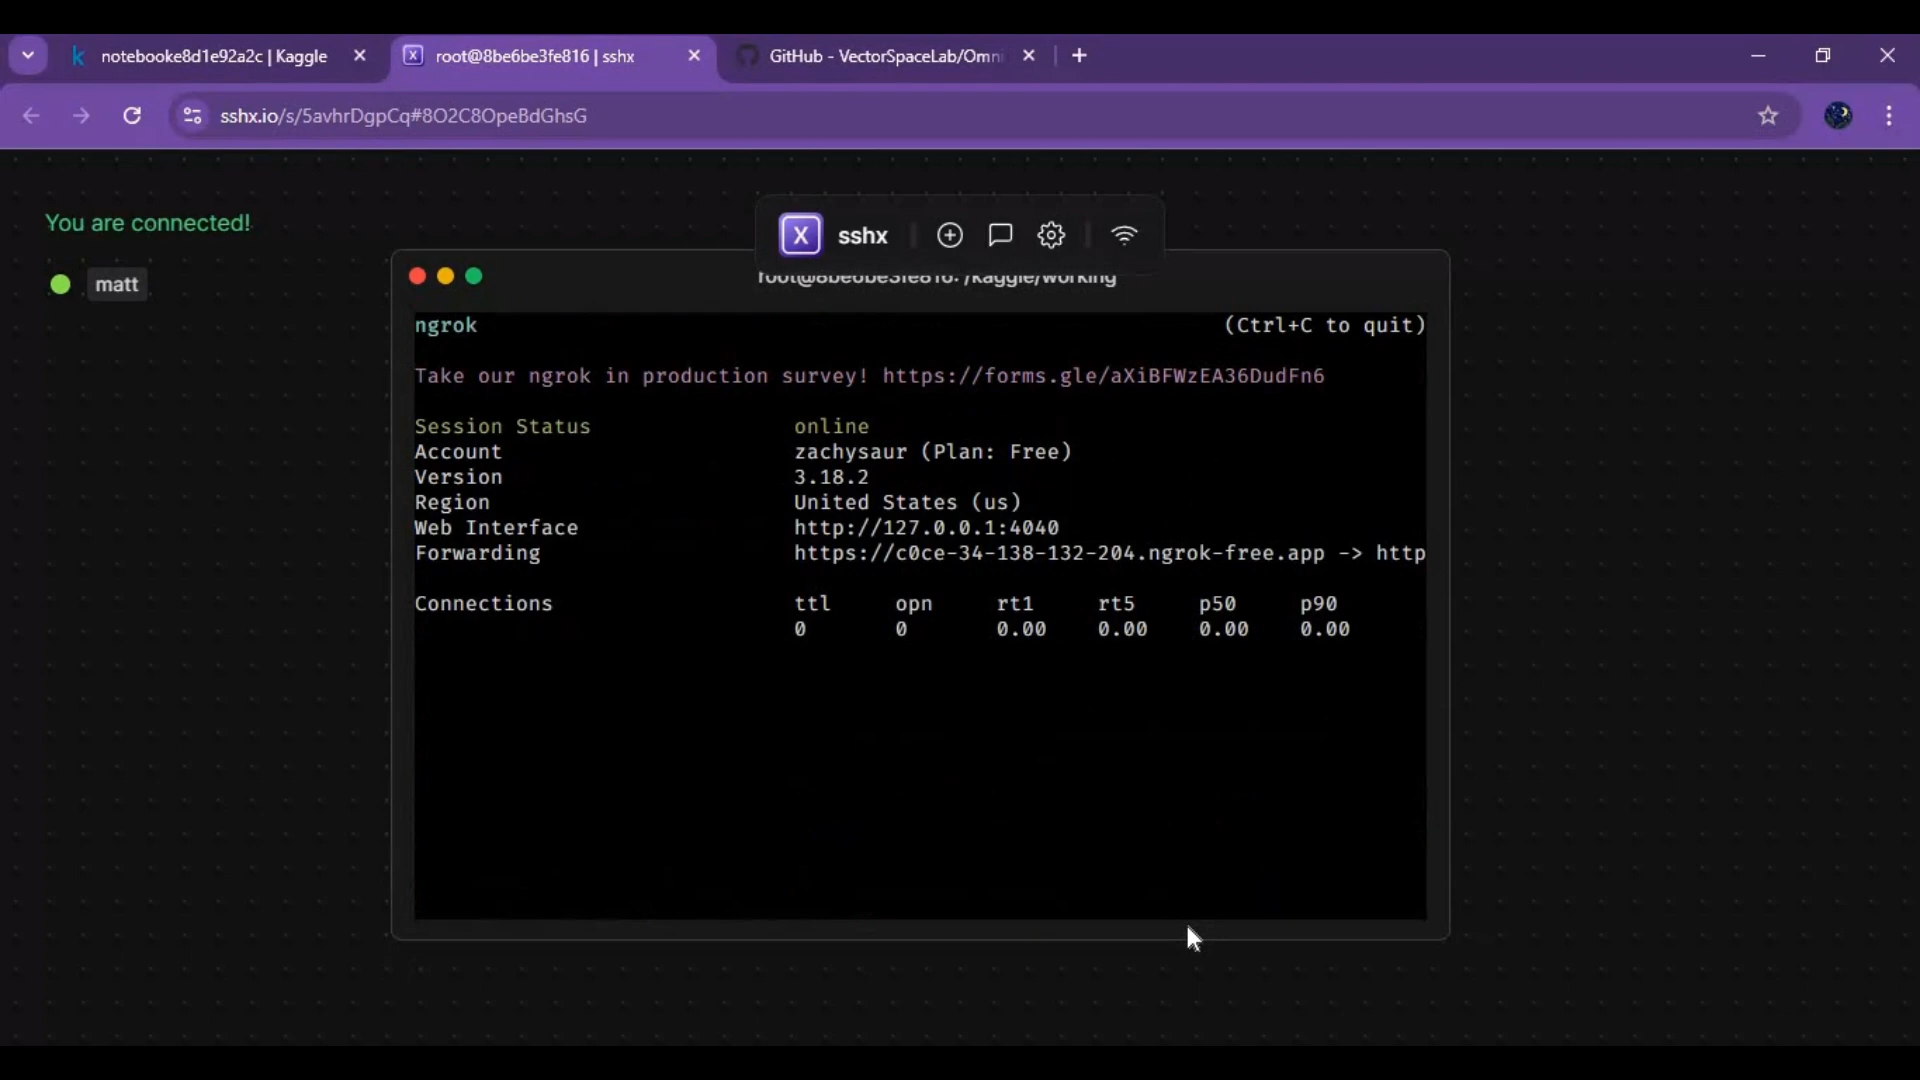 notebooke8d1e92a2c | Kaggle
root@8be6be3fe816 | sshx
GitHub - VectorSpaceLab/Omni
sshx.io/s/5avhrDgpCq#8O2C8OpeBdGhsG
You are connected!
matt
X sshx
root@8be6be3fe816: /kaggle/working
ngrok (Ctrl+C to quit)
Take our ngrok in production survey! https://forms.gle/aXiBFWzEA36DudFn6
Session Status online
Account zachysaur (Plan: Free)
Version 3.18.2
Region United States (us)
Web Interface http://127.0.0.1:4040
Forwarding https://c0ce-34-138-132-204.ngrok-free.app -> http
Connections ttl opn rt1 rt5 p50 p90
0 0 0.00 0.00 0.00 0.00